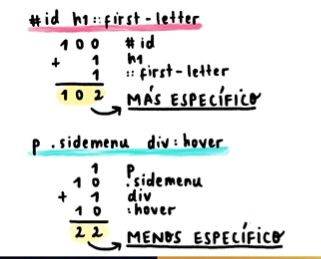 #id h1::first-letter
100 #id
+ 1 h1
1 ::first-letter
102 MÁS ESPECÍFICO
p .sidemenu div:hover
1 p
10 .sidemenu
+ 1 div
10 :hover
22 MENOS ESPECÍFICO